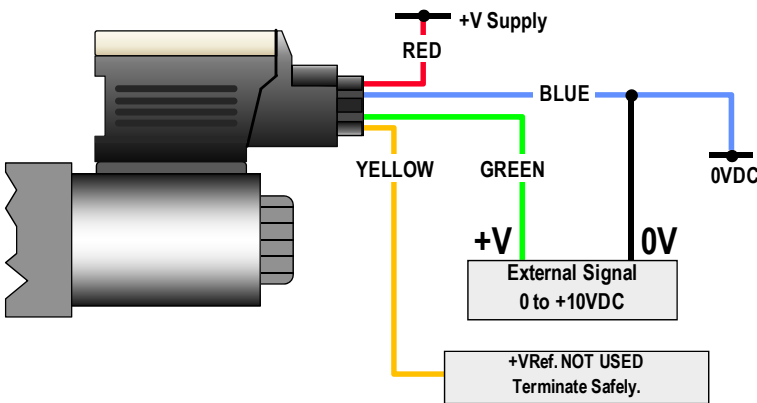 +V Supply
RED
BLUE
YELLOW
GREEN
0VDC
+V
0V
External Signal
0 to +10VDC
+VRef. NOT USED
Terminate Safely.